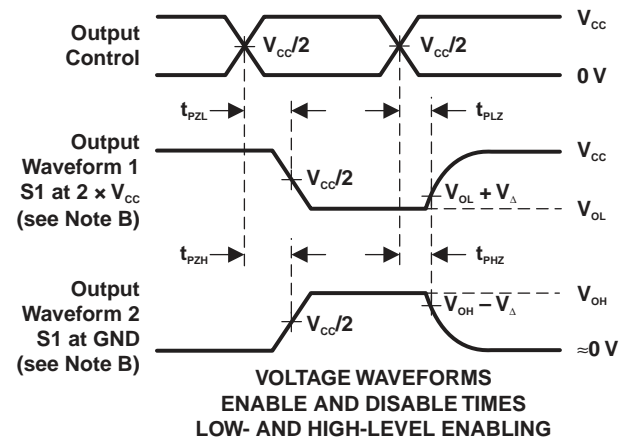 Output
Control
V_CC/2
V_CC/2
V_CC
0 V
t_PZL
t_PLZ
Output
Waveform 1
S1 at 2 × V_CC
(see Note B)
V_CC/2
V_OL + V_Δ
V_CC
V_OL
t_PZH
t_PHZ
Output
Waveform 2
S1 at GND
(see Note B)
V_CC/2
V_OH – V_Δ
V_OH
≈0 V
VOLTAGE WAVEFORMS
ENABLE AND DISABLE TIMES
LOW- AND HIGH-LEVEL ENABLING